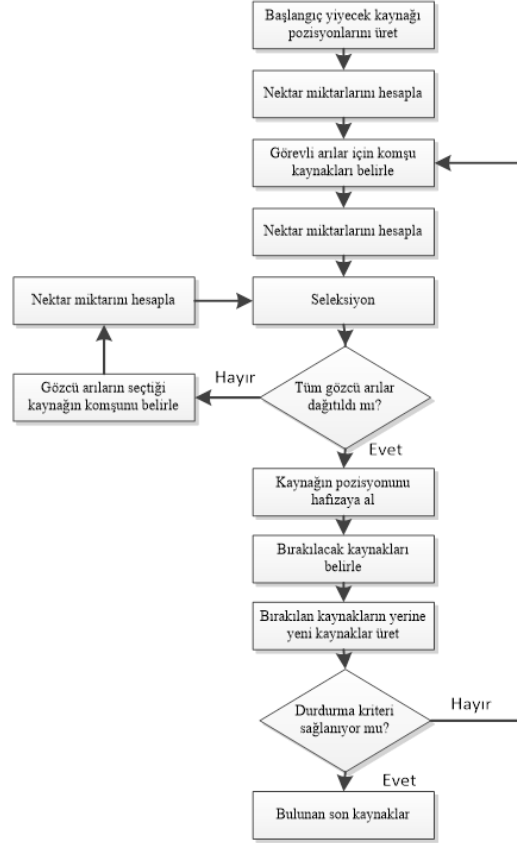 Başlangıç yiyecek kaynağı
pozisyonlarını üret
Nektar miktarlarını hesapla
Görevli arılar için komşu
kaynakları belirle
Nektar miktarlarını hesapla
Nektar miktarını hesapla
Seleksiyon
Gözcü arıların seçtiği
kaynağın komşunu belirle
Hayır
Tüm gözcü arılar
dağıtıldı mı?
Evet
Kaynağın pozisyonunu
hafızaya al
Bırakılacak kaynakları
belirle
Bırakılan kaynakların yerine
yeni kaynaklar üret
Durdurma kriteri
sağlanıyor mu?
Hayır
Evet
Bulunan son kaynaklar